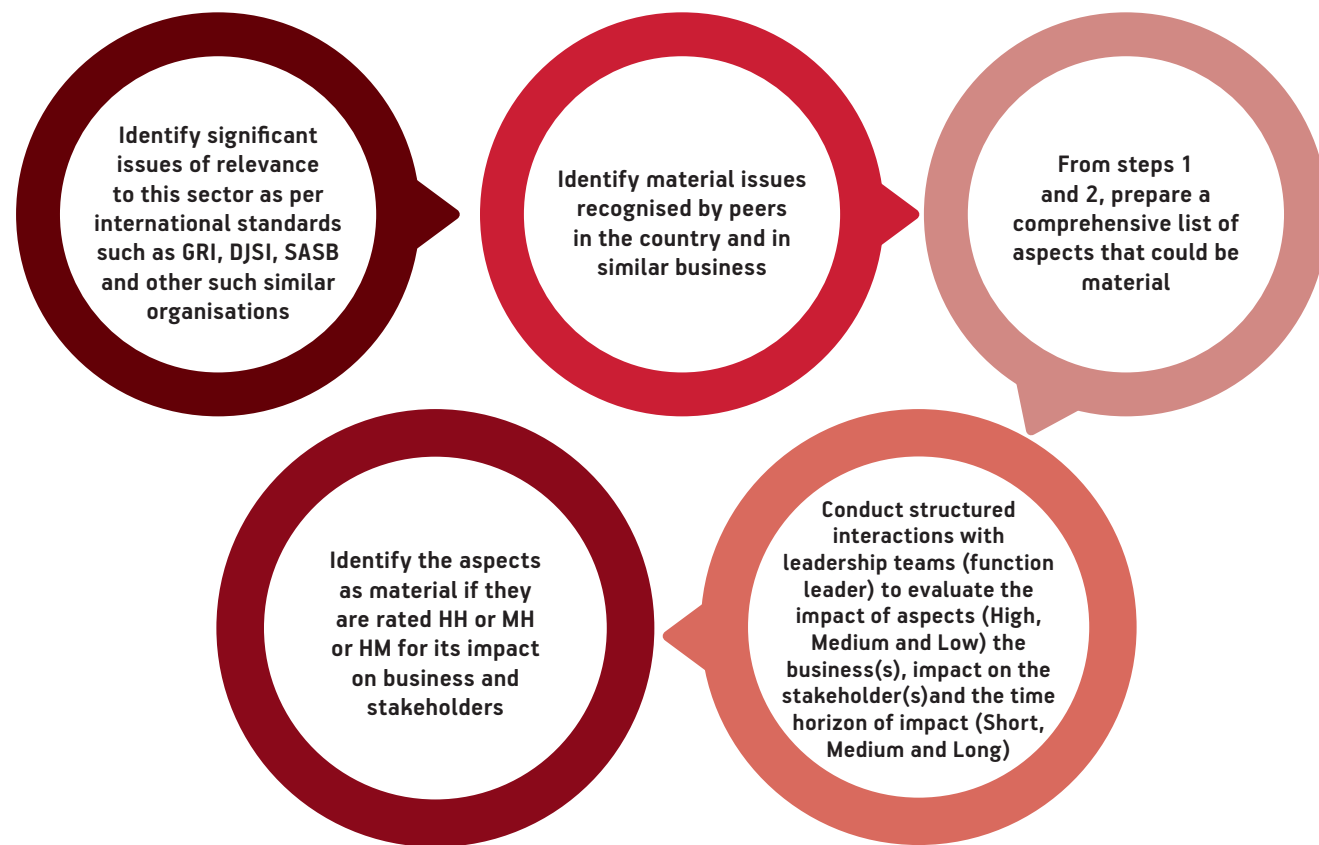 Identify significant
issues of relevance
to this sector as per
international standards
such as GRI, DJSI, SASB
and other such similar
organisations
Identify material issues
recognised by peers
in the country and in
similar business
From steps 1
and 2, prepare a
comprehensive list of
aspects that could be
material
Conduct structured
interactions with
leadership teams (function
leader) to evaluate the
impact of aspects (High,
Medium and Low) the
business(s), impact on the
stakeholder(s)and the time
horizon of impact (Short,
Medium and Long)
Identify the aspects
as material if they
are rated HH or MH
or HM for its impact
on business and
stakeholders